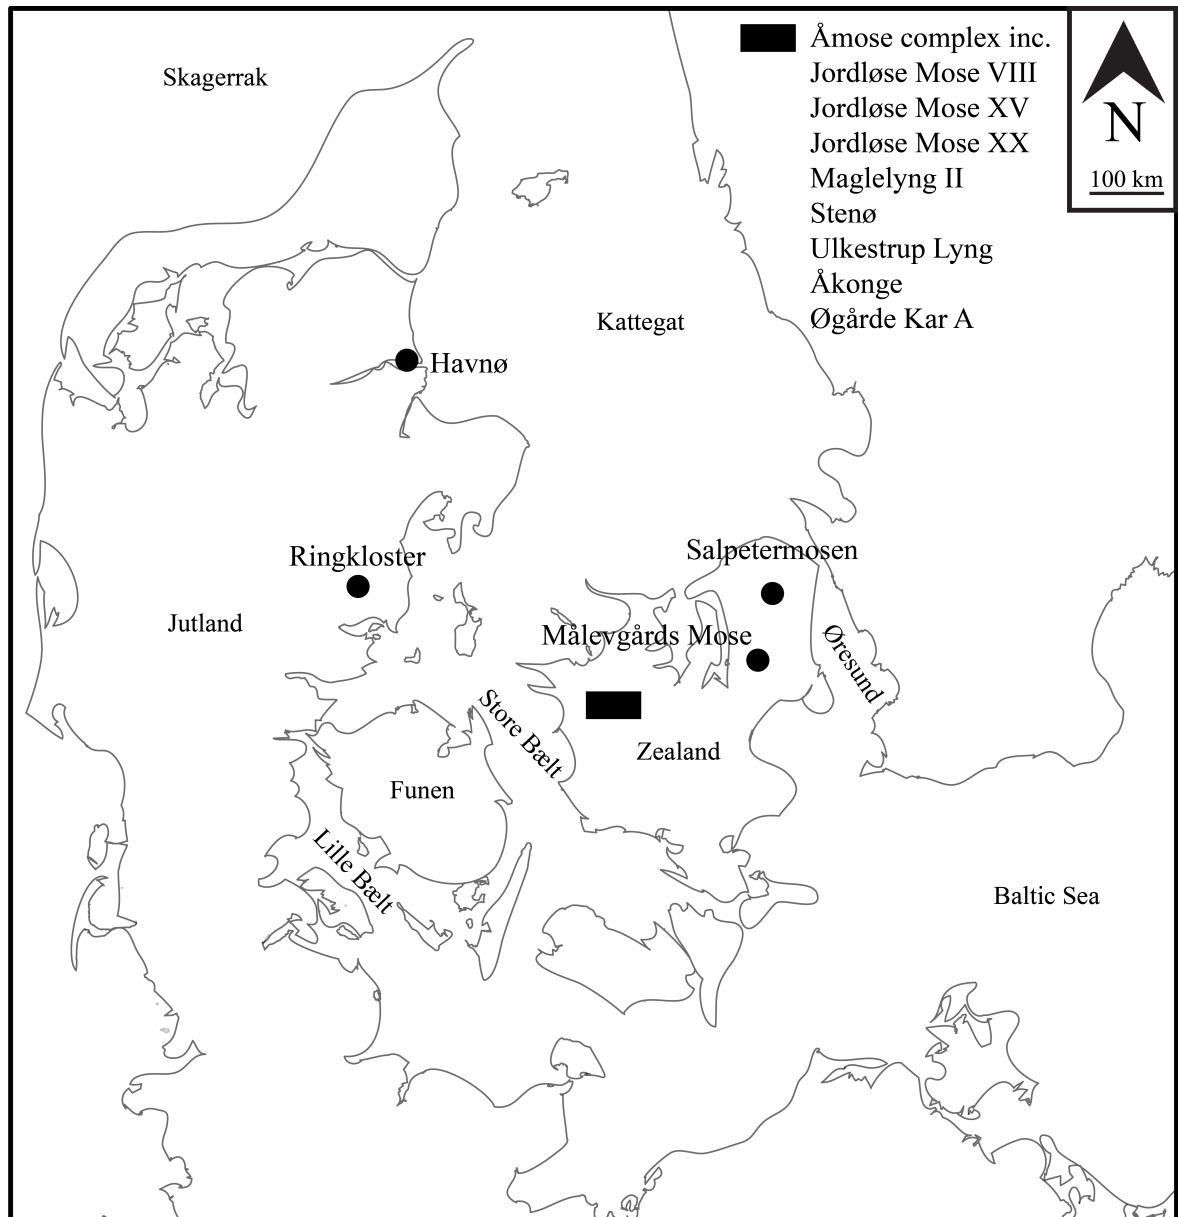 Åmose complex inc.
Jordløse Mose VIII
Jordløse Mose XV
Jordløse Mose XX
Maglelyng II
Stenø
Ulkestrup Lyng
Åkonge
Øgårde Kar A
N
100 km
Skagerrak
Kattegat
Havnø
Ringkloster
Salpetermosen
Jutland
Målevgårds Mose
Øresund
Store Bælt
Zealand
Funen
Lille Bælt
Baltic Sea